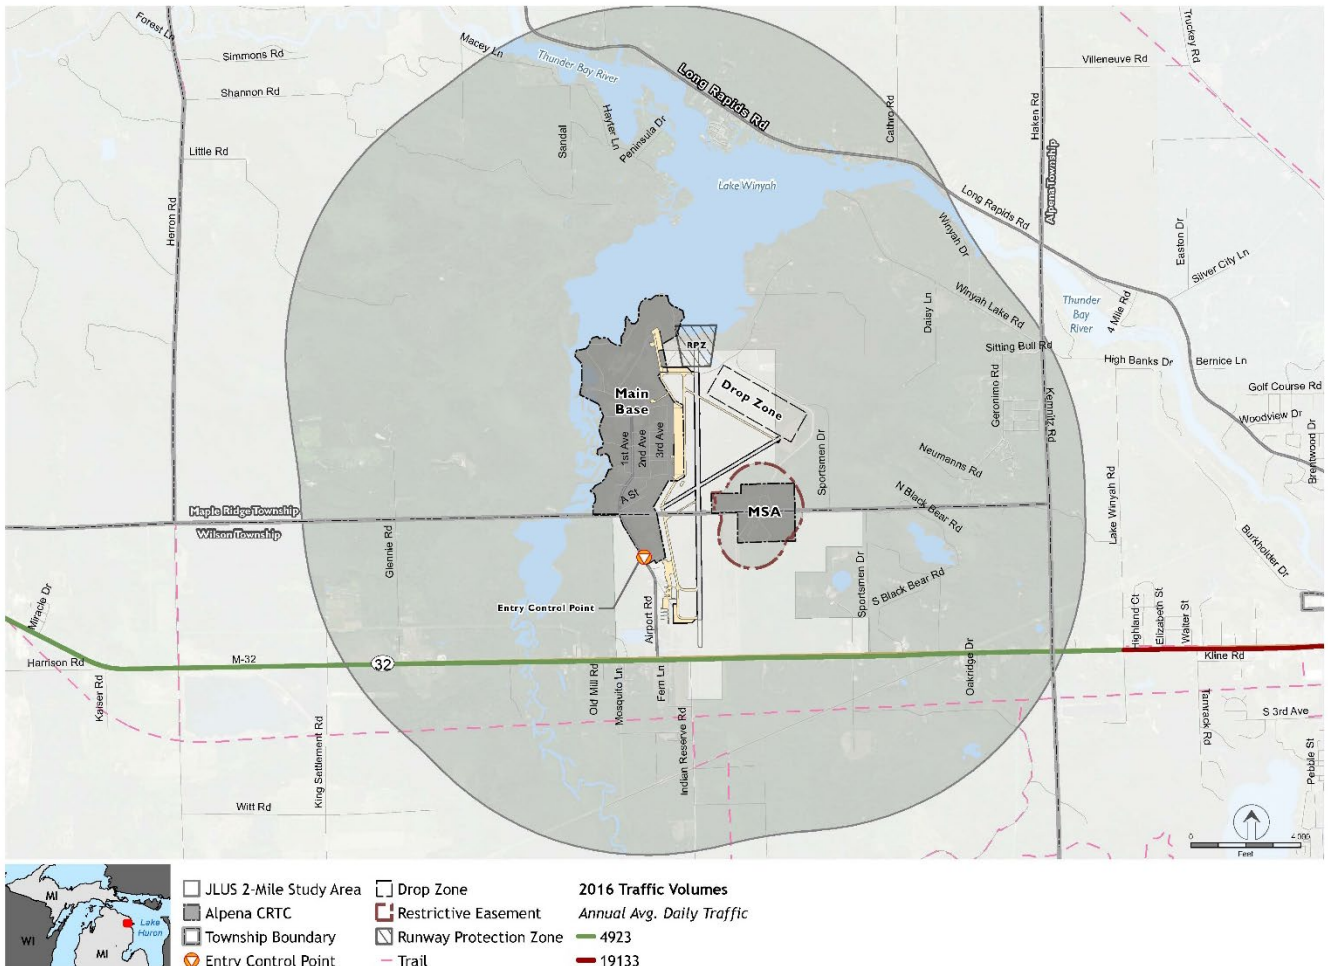 Forest Ln
Simmons Rd
Shannon Rd
Little Rd
Herron Rd
Macey Ln
Thunder Bay River
Hayter Ln
Peninsula Dr
Sandal
Long Rapids Rd
Lake Winyah
Cathro Rd
Haken Rd
Alpena Township
Villeneuve Rd
Truckey Rd
Long Rapids Rd
Winyah Dr
Easton Dr
Silver City Ln
Winyah Lake Rd
Daisy Ln
Thunder
Bay
River
4 Mile Rd
Sitting Bull Rd
High Banks Dr
Bernice Ln
Golf Course Rd
Woodview Dr
Brentwood Dr
Geronimo Rd
Kemnitz Rd
RPZ
Drop Zone
Main
Base
1st Ave
2nd Ave
3rd Ave
A St
Sportsmen Dr
Neumanns Rd
N Black Bear Rd
MSA
Maple Ridge Township
Wilson Township
Glennie Rd
Lake Winyah Rd
Burkholder Dr
Entry Control Point
Airport Rd
Sportsmen Dr
S Black Bear Rd
Miracle Dr
Harrison Rd
M-32
32
Kaiser Rd
King Settlement Rd
Witt Rd
Old Mill Rd
Mosquito Ln
Fern Ln
Indian Reserve Rd
Oakridge Dr
Highland Ct
Elizabeth St
Walter St
Kline Rd
Tamrack Rd
S 3rd Ave
Pebble St
0 4,000
Feet
MI
WI
MI
Lake
Huron
JLUS 2-Mile Study Area
Alpena CRTC
Township Boundary
Entry Control Point
Drop Zone
Restrictive Easement
Runway Protection Zone
Trail
2016 Traffic Volumes
Annual Avg. Daily Traffic
4923
19133